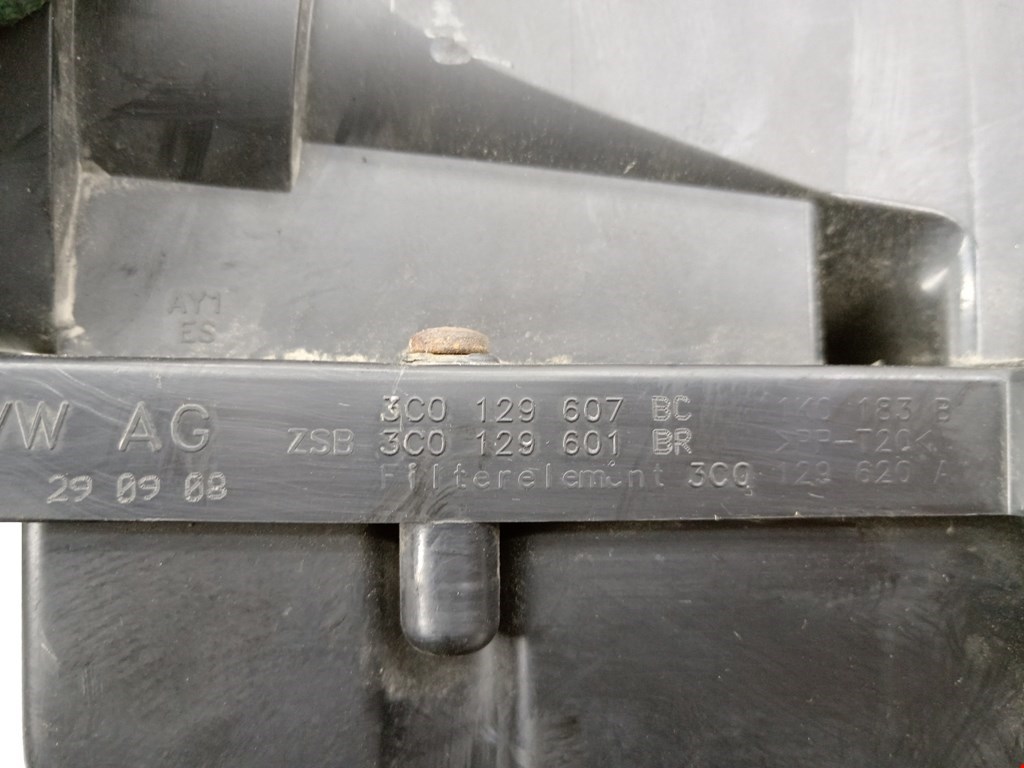 AY1
ES
VW AG
29 09 08
3C0 129 607 BC
ZSB 3C0 129 601 BR
Filterelement 3C0 129 620 A
1K0 183 B
>PP-T20<